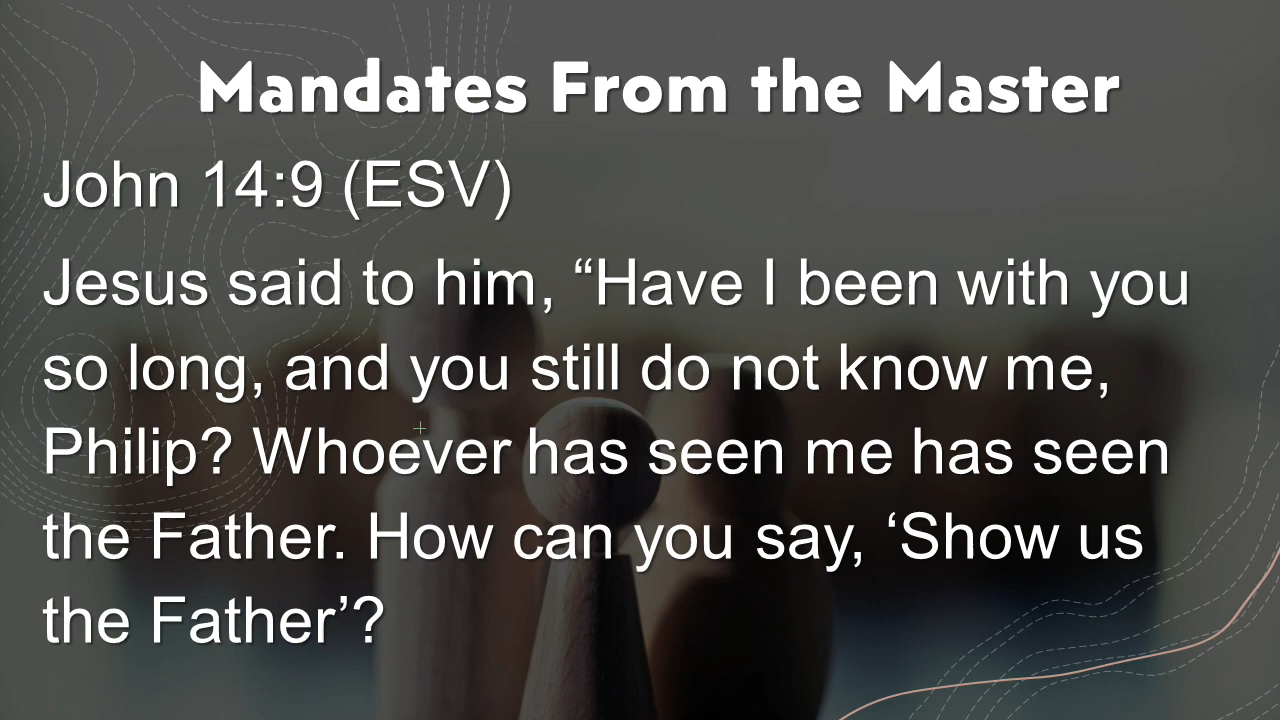 Mandates From the Master
John 14:9 (ESV)
Jesus said to him, “Have I been with you
so long, and you still do not know me,
Philip? Whoever has seen me has seen
the Father. How can you say, ‘Show us
the Father’?